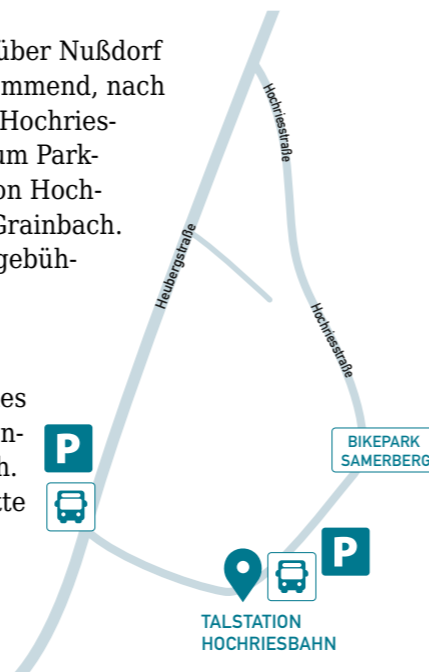 über Nußdorf
mmend, nach
Hochries-
um Park-
on Hoch-
Grainbach.
gebüh-
es
n-
h.
te
Hochriesstraße
Heubergstraße
Hochriesstraße
P
BIKEPARK
SAMERBERG
P
TALSTATION
HOCHRIESBAHN